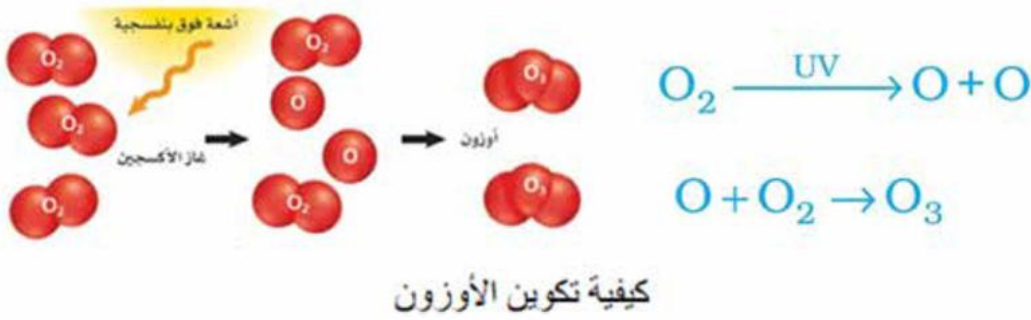 أشعة فوق بنفسجية
O₂
O₂
O₂
غاز الأكسجين
O₂
O
O
O₂
أوزون
O₃
O₃
O₂ UV → O + O
O + O₂ → O₃
كيفية تكوين الأوزون